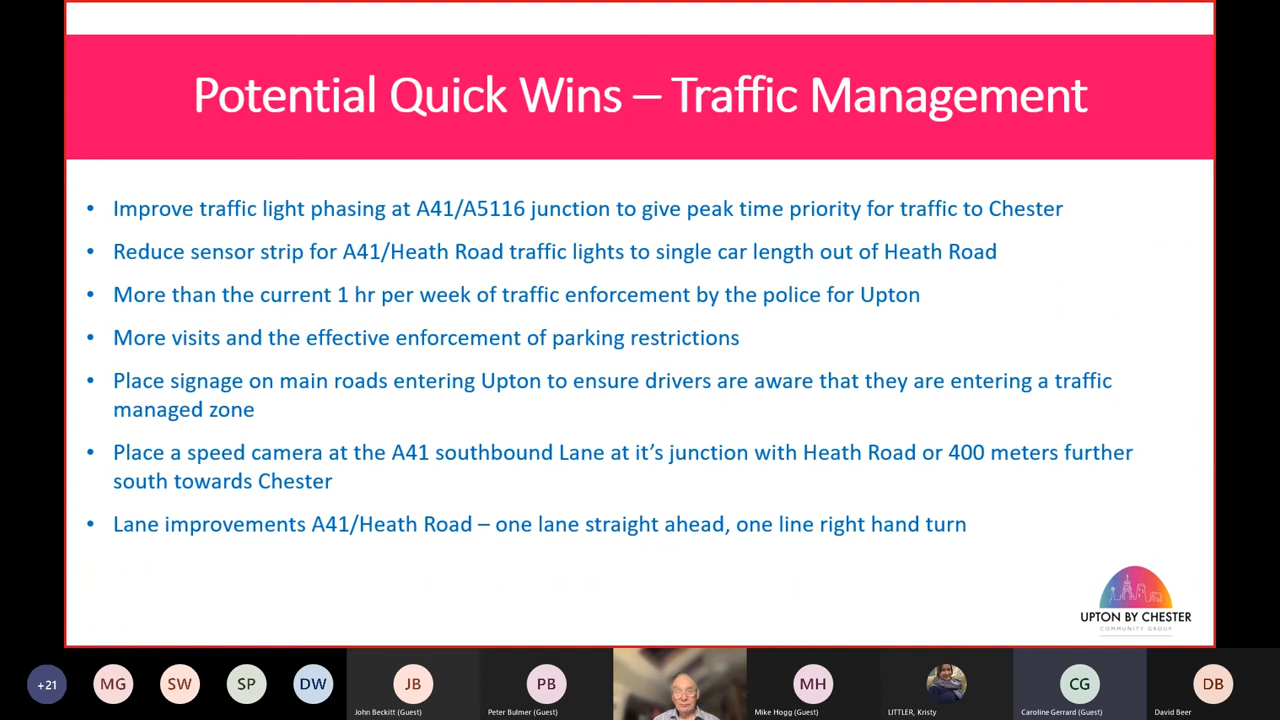 Potential Quick Wins – Traffic Management
• Improve traffic light phasing at A41/A5116 junction to give peak time priority for traffic to Chester
• Reduce sensor strip for A41/Heath Road traffic lights to single car length out of Heath Road
• More than the current 1 hr per week of traffic enforcement by the police for Upton
• More visits and the effective enforcement of parking restrictions
• Place signage on main roads entering Upton to ensure drivers are aware that they are entering a traffic
managed zone
• Place a speed camera at the A41 southbound Lane at it’s junction with Heath Road or 400 meters further
south towards Chester
• Lane improvements A41/Heath Road – one lane straight ahead, one line right hand turn
UPTON BY CHESTER
COMMUNITY GROUP
+21 MG SW SP DW JB PB MH CG DB
John Beckitt (Guest) Peter Bulmer (Guest) Mike Hogg (Guest) LITTLER, Kristy Caroline Gerrard (Guest) David Beer